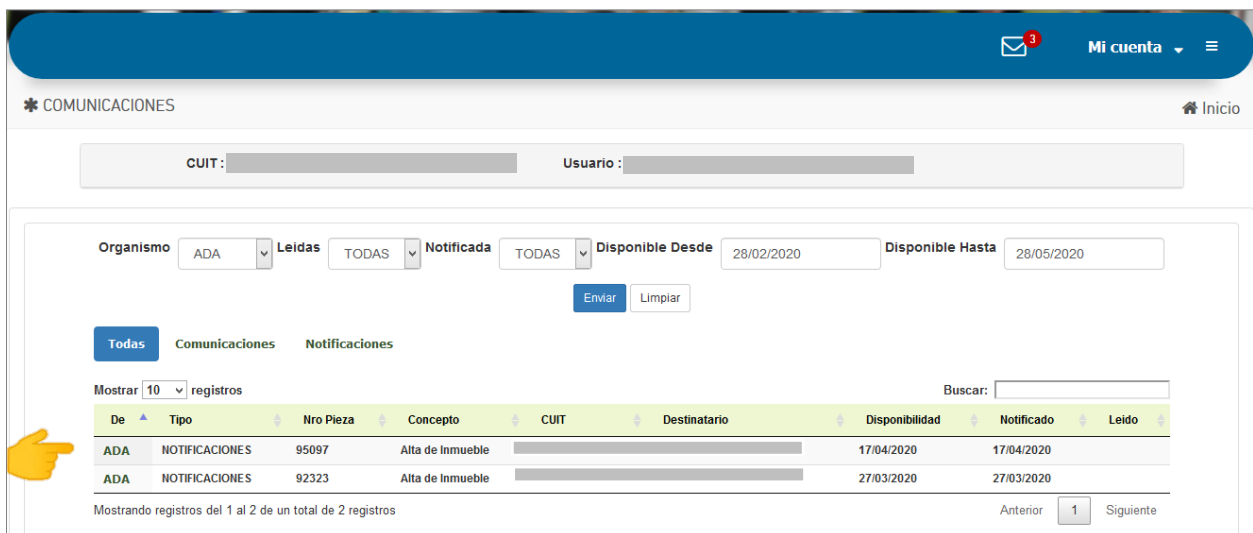 3
Mi cuenta
COMUNICACIONES
Inicio
CUIT :
Usuario :
Organismo ADA Leidas TODAS Notificada TODAS Disponible Desde 28/02/2020 Disponible Hasta 28/05/2020
Enviar Limpiar
Todas Comunicaciones Notificaciones
Mostrar 10 registros Buscar:
De Tipo Nro Pieza Concepto CUIT Destinatario Disponibilidad Notificado Leido
ADA NOTIFICACIONES 95097 Alta de Inmueble 17/04/2020 17/04/2020
ADA NOTIFICACIONES 92323 Alta de Inmueble 27/03/2020 27/03/2020
Mostrando registros del 1 al 2 de un total de 2 registros Anterior 1 Siguiente